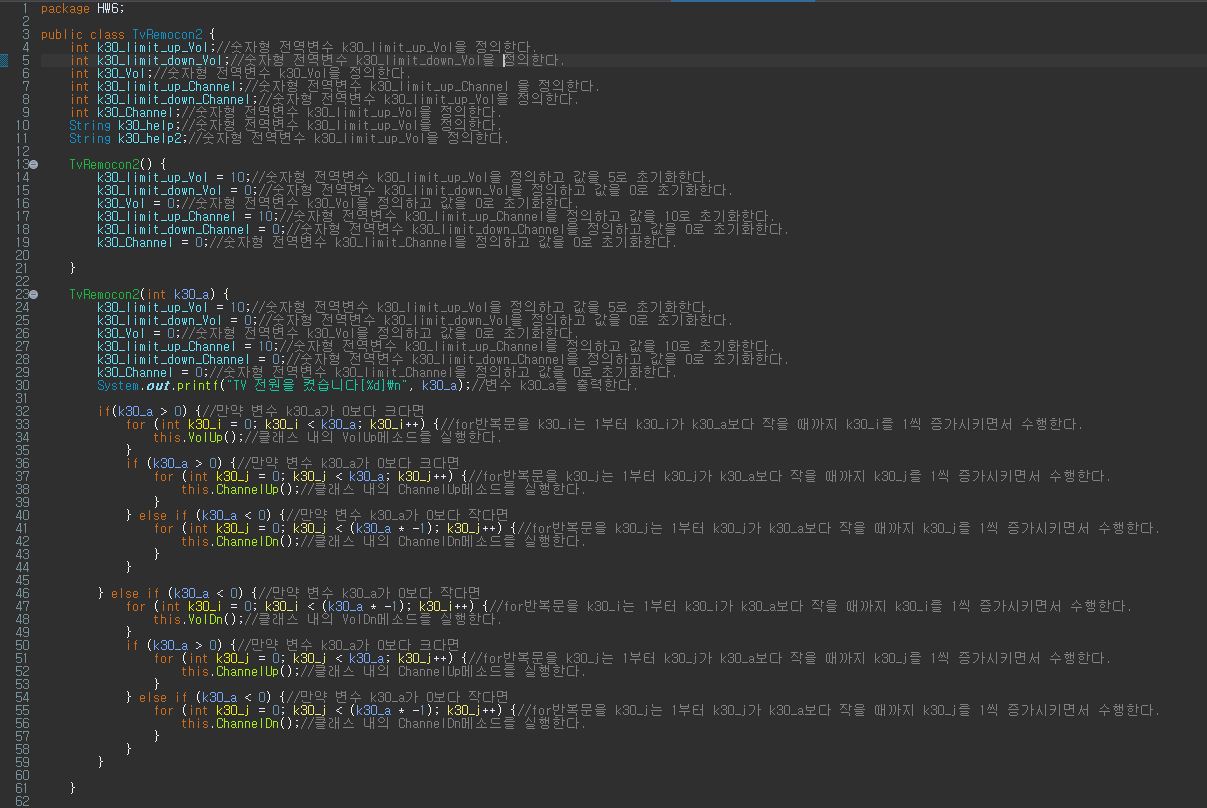 1 package HW6;
2
3 public class TvRemocon2 {
4 int k30_limit_up_Vol;//숫자형 전역변수 k30_limit_up_Vol을 정의한다.
5 int k30_limit_down_Vol;//숫자형 전역변수 k30_limit_down_Vol을 정의한다.
6 int k30_Vol;//숫자형 전역변수 k30_Vol을 정의한다.
7 int k30_limit_up_Channel;//숫자형 전역변수 k30_limit_up_Channel 을 정의한다.
8 int k30_limit_down_Channel;//숫자형 전역변수 k30_limit_up_Vol을 정의한다.
9 int k30_Channel;//숫자형 전역변수 k30_limit_up_Vol을 정의한다.
10 String k30_help;//숫자형 전역변수 k30_limit_up_Vol을 정의한다.
11 String k30_help2;//숫자형 전역변수 k30_limit_up_Vol을 정의한다.
12
13 TvRemocon2() {
14 k30_limit_up_Vol = 10;//숫자형 전역변수 k30_limit_up_Vol을 정의하고 값을 5로 초기화한다.
15 k30_limit_down_Vol = 0;//숫자형 전역변수 k30_limit_down_Vol을 정의하고 값을 0로 초기화한다.
16 k30_Vol = 0;//숫자형 전역변수 k30_Vol을 정의하고 값을 0로 초기화한다.
17 k30_limit_up_Channel = 10;//숫자형 전역변수 k30_limit_up_Channel을 정의하고 값을 10로 초기화한다.
18 k30_limit_down_Channel = 0;//숫자형 전역변수 k30_limit_down_Channel을 정의하고 값을 0로 초기화한다.
19 k30_Channel = 0;//숫자형 전역변수 k30_limit_Channel을 정의하고 값을 0로 초기화한다.
20
21 }
22
23 TvRemocon2(int k30_a) {
24 k30_limit_up_Vol = 10;//숫자형 전역변수 k30_limit_up_Vol을 정의하고 값을 5로 초기화한다.
25 k30_limit_down_Vol = 0;//숫자형 전역변수 k30_limit_down_Vol을 정의하고 값을 0로 초기화한다.
26 k30_Vol = 0;//숫자형 전역변수 k30_Vol을 정의하고 값을 0로 초기화한다.
27 k30_limit_up_Channel = 10;//숫자형 전역변수 k30_limit_up_Channel을 정의하고 값을 10로 초기화한다.
28 k30_limit_down_Channel = 0;//숫자형 전역변수 k30_limit_down_Channel을 정의하고 값을 0로 초기화한다.
29 k30_Channel = 0;//숫자형 전역변수 k30_limit_Channel을 정의하고 값을 0로 초기화한다.
30 System.out.printf("TV 전원을 켰습니다[%d]\n", k30_a);//변수 k30_a를 출력한다.
31
32 if(k30_a > 0) {//만약 변수 k30_a가 0보다 크다면
33 for (int k30_i = 0; k30_i < k30_a; k30_i++) {//for반복문을 k30_i는 1부터 k30_i가 k30_a보다 작을 때까지 k30_i를 1씩 증가시키면서 수행한다.
34 this.VolUp();//클래스 내의 VolUp메소드를 실행한다.
35 }
36 if (k30_a > 0) {//만약 변수 k30_a가 0보다 크다면
37 for (int k30_j = 0; k30_j < k30_a; k30_j++) {//for반복문을 k30_j는 1부터 k30_j가 k30_a보다 작을 때까지 k30_j를 1씩 증가시키면서 수행한다.
38 this.ChannelUp();//클래스 내의 ChannelUp메소드를 실행한다.
39 }
40 } else if (k30_a < 0) {//만약 변수 k30_a가 0보다 작다면
41 for (int k30_j = 0; k30_j < (k30_a * -1); k30_j++) {//for반복문을 k30_j는 1부터 k30_j가 k30_a보다 작을 때까지 k30_j를 1씩 증가시키면서 수행한다.
42 this.ChannelDn();//클래스 내의 ChannelDn메소드를 실행한다.
43 }
44 }
45
46 } else if (k30_a < 0) {//만약 변수 k30_a가 0보다 작다면
47 for (int k30_i = 0; k30_i < (k30_a * -1); k30_i++) {//for반복문을 k30_i는 1부터 k30_i가 k30_a보다 작을 때까지 k30_i를 1씩 증가시키면서 수행한다.
48 this.VolDn();//클래스 내의 VolDn메소드를 실행한다.
49 }
50 if (k30_a > 0) {//만약 변수 k30_a가 0보다 크다면
51 for (int k30_j = 0; k30_j < k30_a; k30_j++) {//for반복문을 k30_j는 1부터 k30_j가 k30_a보다 작을 때까지 k30_j를 1씩 증가시키면서 수행한다.
52 this.ChannelUp();//클래스 내의 ChannelUp메소드를 실행한다.
53 }
54 } else if (k30_a < 0) {//만약 변수 k30_a가 0보다 작다면
55 for (int k30_j = 0; k30_j < (k30_a * -1); k30_j++) {//for반복문을 k30_j는 1부터 k30_j가 k30_a보다 작을 때까지 k30_j를 1씩 증가시키면서 수행한다.
56 this.ChannelDn();//클래스 내의 ChannelDn메소드를 실행한다.
57 }
58 }
59 }
60
61 }
62